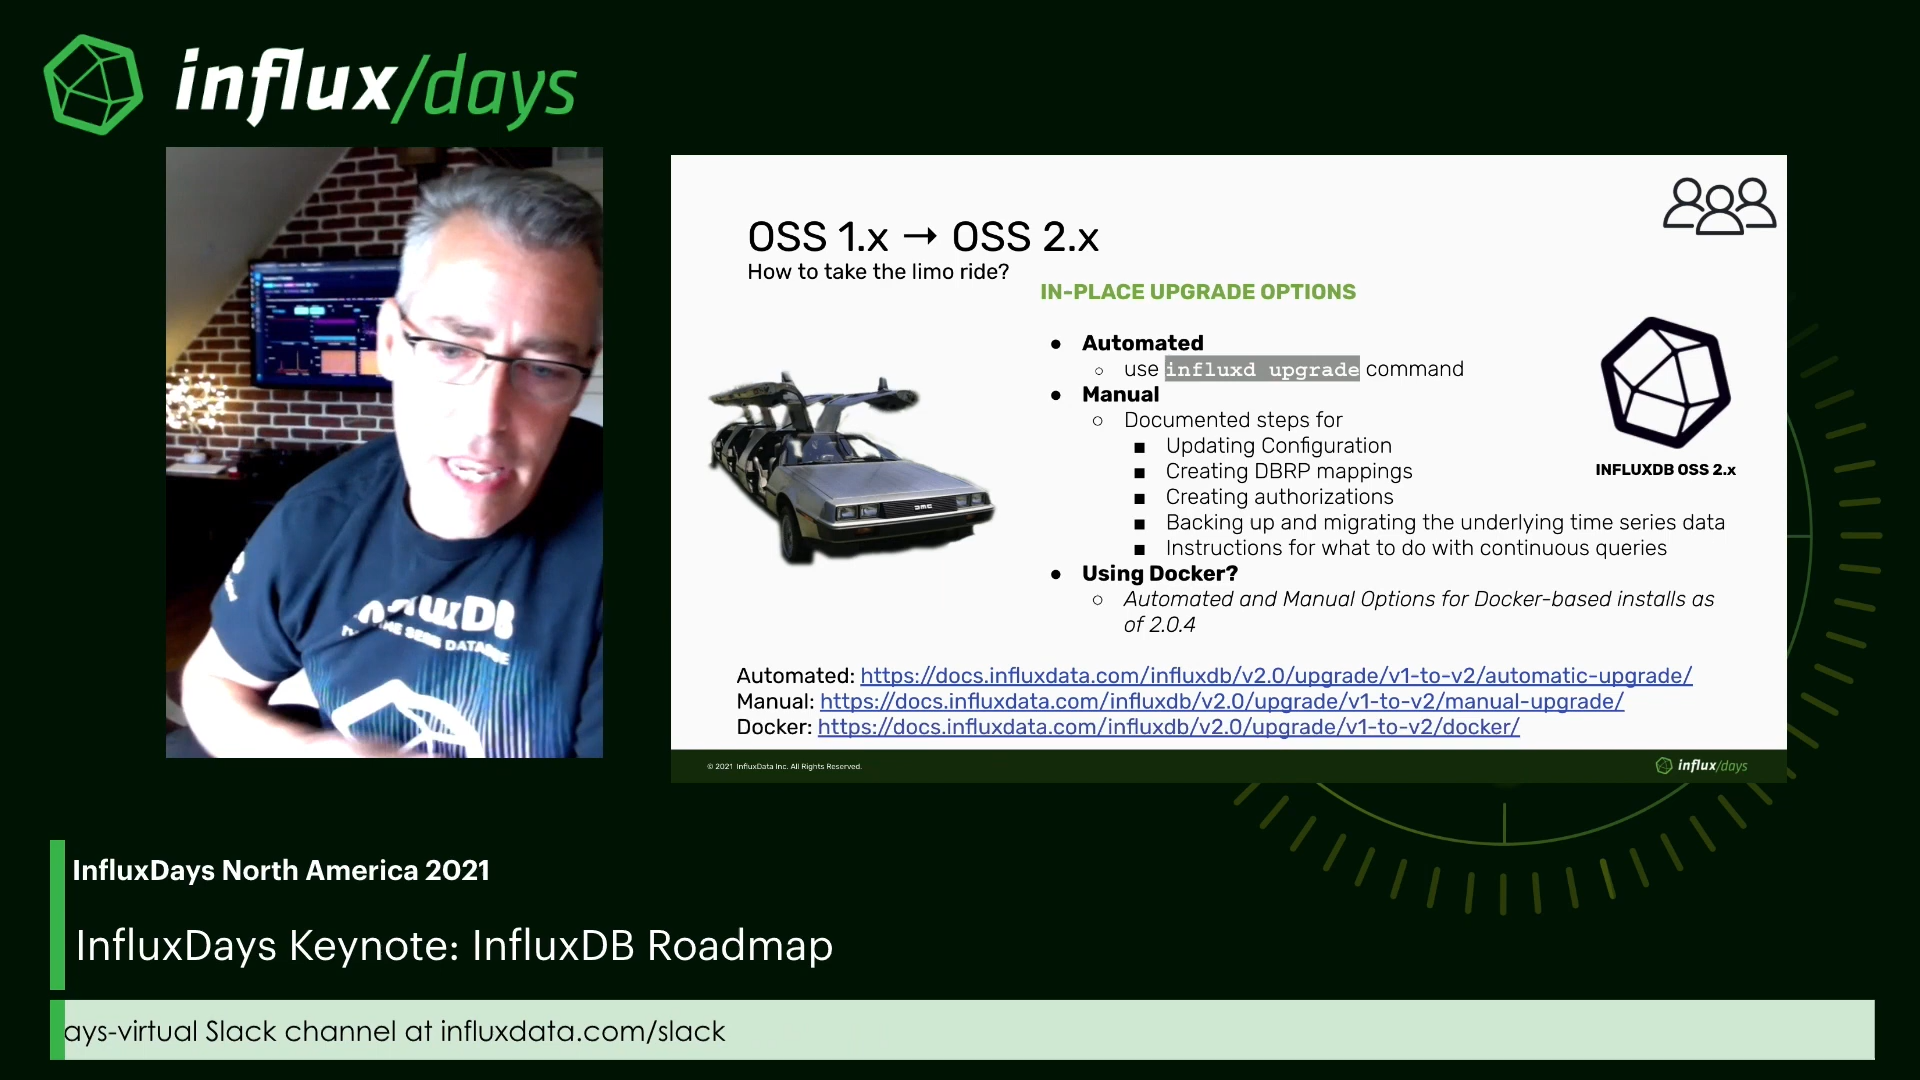 influx/days
OSS 1.x → OSS 2.x
How to take the limo ride?
IN-PLACE UPGRADE OPTIONS
● Automated
○ use influxd upgrade command
● Manual
○ Documented steps for
■ Updating Configuration
■ Creating DBRP mappings
■ Creating authorizations
■ Backing up and migrating the underlying time series data
■ Instructions for what to do with continuous queries
● Using Docker?
○ Automated and Manual Options for Docker-based installs as
of 2.0.4
INFLUXDB OSS 2.x
DMC
Automated: https://docs.influxdata.com/influxdb/v2.0/upgrade/v1-to-v2/automatic-upgrade/
Manual: https://docs.influxdata.com/influxdb/v2.0/upgrade/v1-to-v2/manual-upgrade/
Docker: https://docs.influxdata.com/influxdb/v2.0/upgrade/v1-to-v2/docker/
© 2021 InfluxData Inc. All Rights Reserved.
influx/days
InfluxDays North America 2021
InfluxDays Keynote: InfluxDB Roadmap
ays-virtual Slack channel at influxdata.com/slack